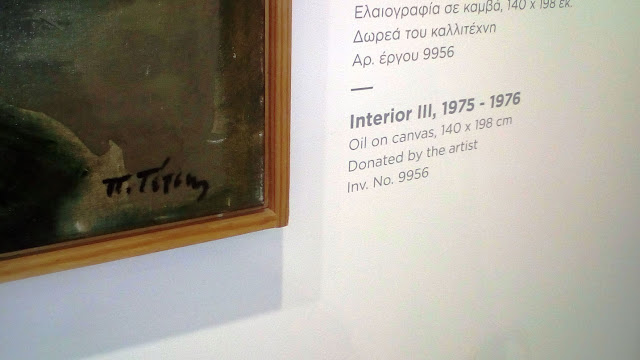 Ελαιογραφία σε καμβά, 140 x 198 εκ.
Δωρεά του καλλιτέχνη
Αρ. έργου 9956
Interior III, 1975 - 1976
Oil on canvas, 140 x 198 cm
Donated by the artist
Inv. No. 9956
Π. Τέτσης